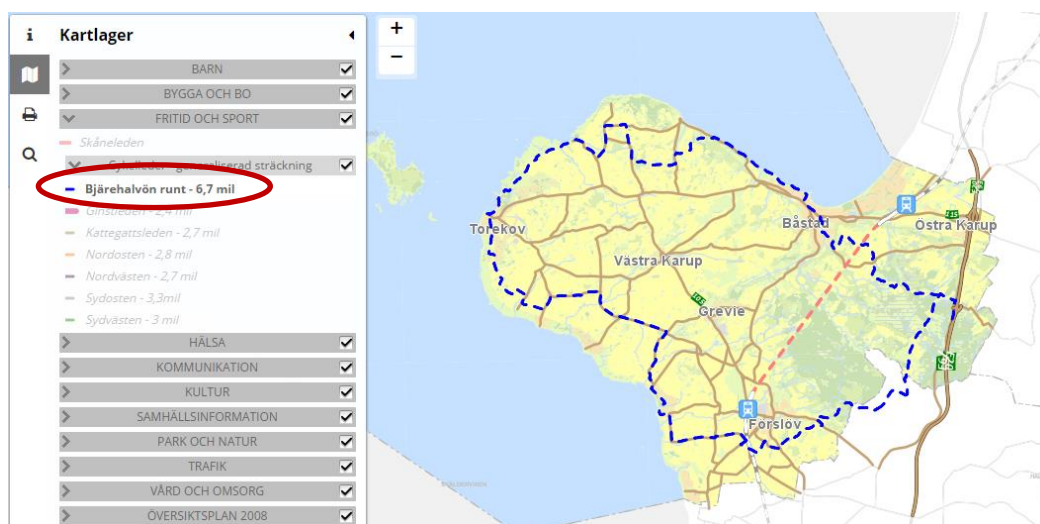 i Kartlager
BARN
BYGGA OCH BO
FRITID OCH SPORT
Skåneleden
Cykelleder - generaliserad sträckning
Bjärehalvön runt - 6,7 mil
Ginstleden - 2,4 mil
Kattegattsleden - 2,7 mil
Nordosten - 2,8 mil
Nordvästen - 2,7 mil
Sydosten - 3,3mil
Sydvästen - 3 mil
HÄLSA
KOMMUNIKATION
KULTUR
SAMHÄLLSINFORMATION
PARK OCH NATUR
TRAFIK
VÅRD OCH OMSORG
ÖVERSIKTSPLAN 2008
+
−
Torekov
Båstad
Östra Karup
Västra Karup
Grevie
Förslöv
105
115